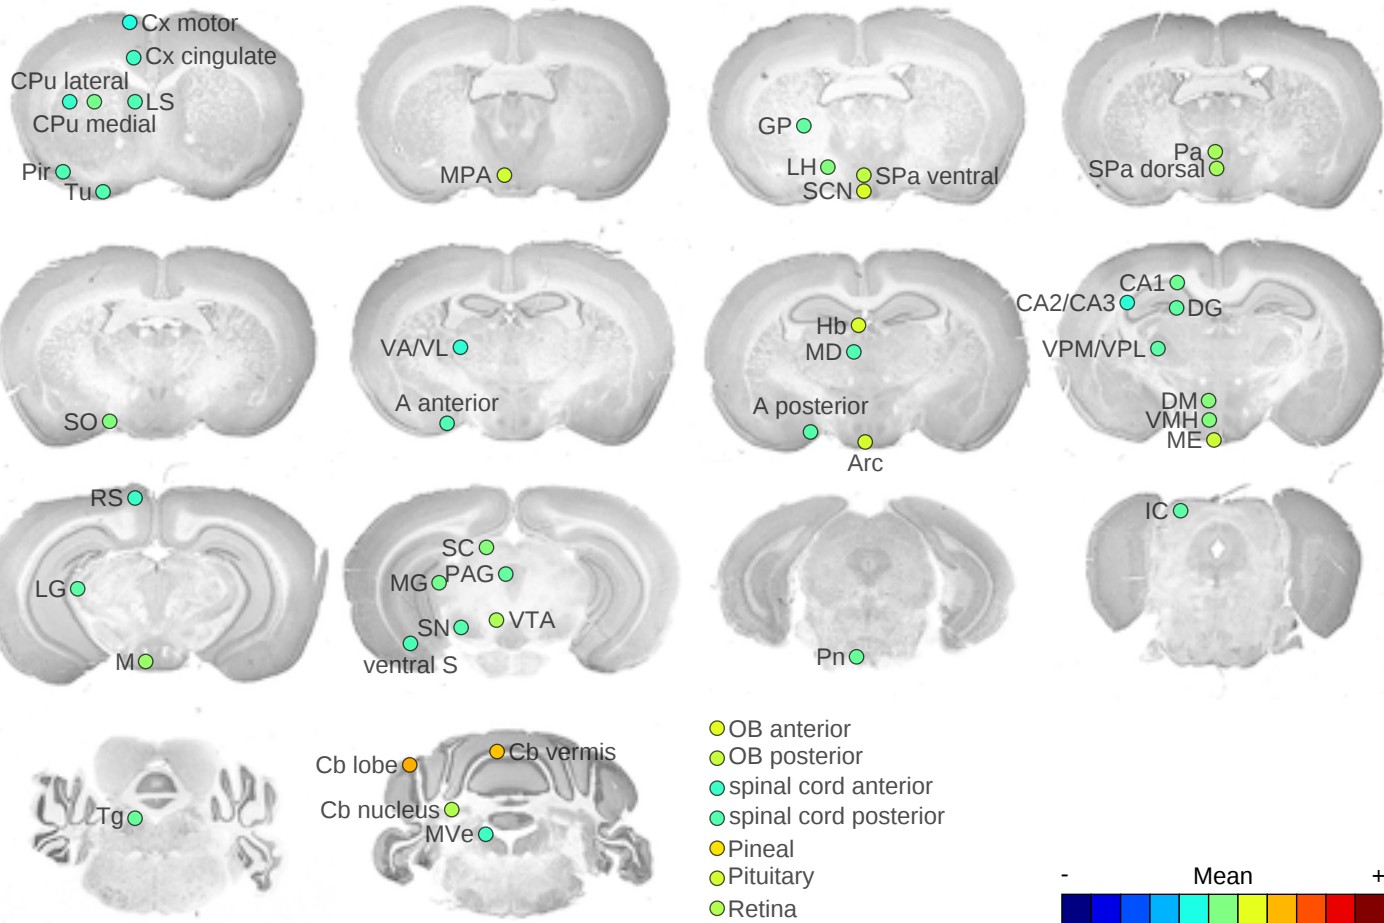 Cx motor
Cx cingulate
CPu lateral
LS
CPu medial
Pir
Tu
MPA
GP
LH
SPa ventral
SCN
Pa
SPa dorsal
SO
VA/VL
A anterior
Hb
MD
A posterior
Arc
CA1
CA2/CA3
DG
VPM/VPL
DM
VMH
ME
RS
LG
M
SC
MG
PAG
SN
VTA
ventral S
Pn
IC
Tg
Cb lobe
Cb vermis
Cb nucleus
MVe
OB anterior
OB posterior
spinal cord anterior
spinal cord posterior
Pineal
Pituitary
Retina
- Mean +